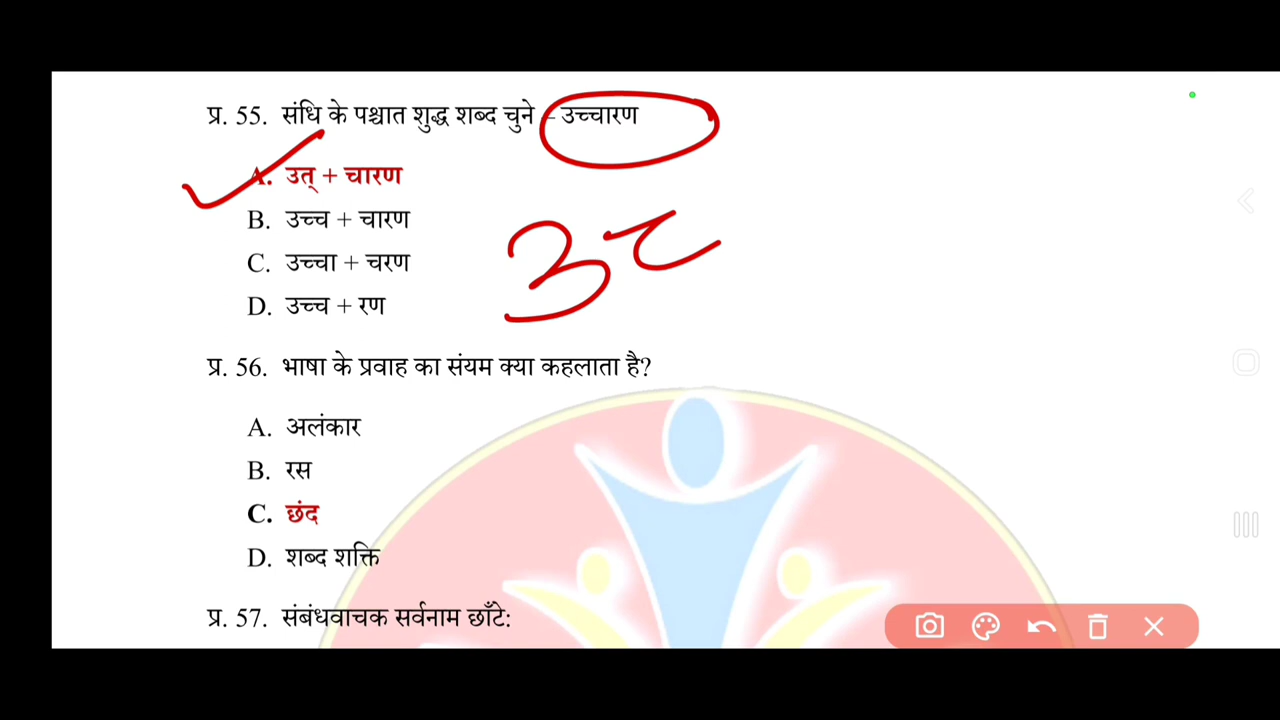 प्र. 55. संधि के पश्चात शुद्ध शब्द चुने – उच्चारण
A. उत् + चारण
B. उच्च + चारण
C. उच्चा + चरण
D. उच्च + रण
प्र. 56. भाषा के प्रवाह का संयम क्या कहलाता है?
A. अलंकार
B. रस
C. छंद
D. शब्द शक्ति
प्र. 57. संबंधवाचक सर्वनाम छाँटे: